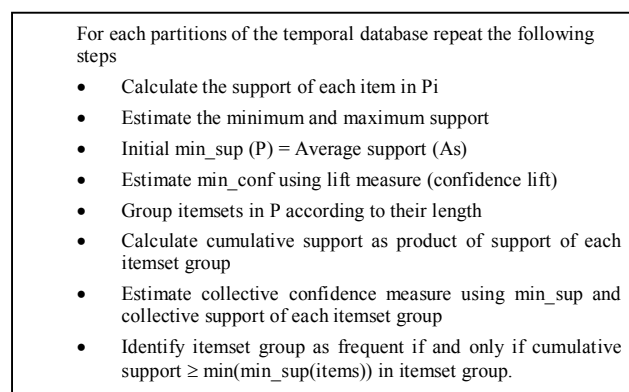 For each partitions of the temporal database repeat the following
steps
• Calculate the support of each item in Pi
• Estimate the minimum and maximum support
• Initial min_sup (P) = Average support (As)
• Estimate min_conf using lift measure (confidence lift)
• Group itemsets in P according to their length
• Calculate cumulative support as product of support of each
itemset group
• Estimate collective confidence measure using min_sup and
collective support of each itemset group
• Identify itemset group as frequent if and only if cumulative
support ≥ min(min_sup(items)) in itemset group.